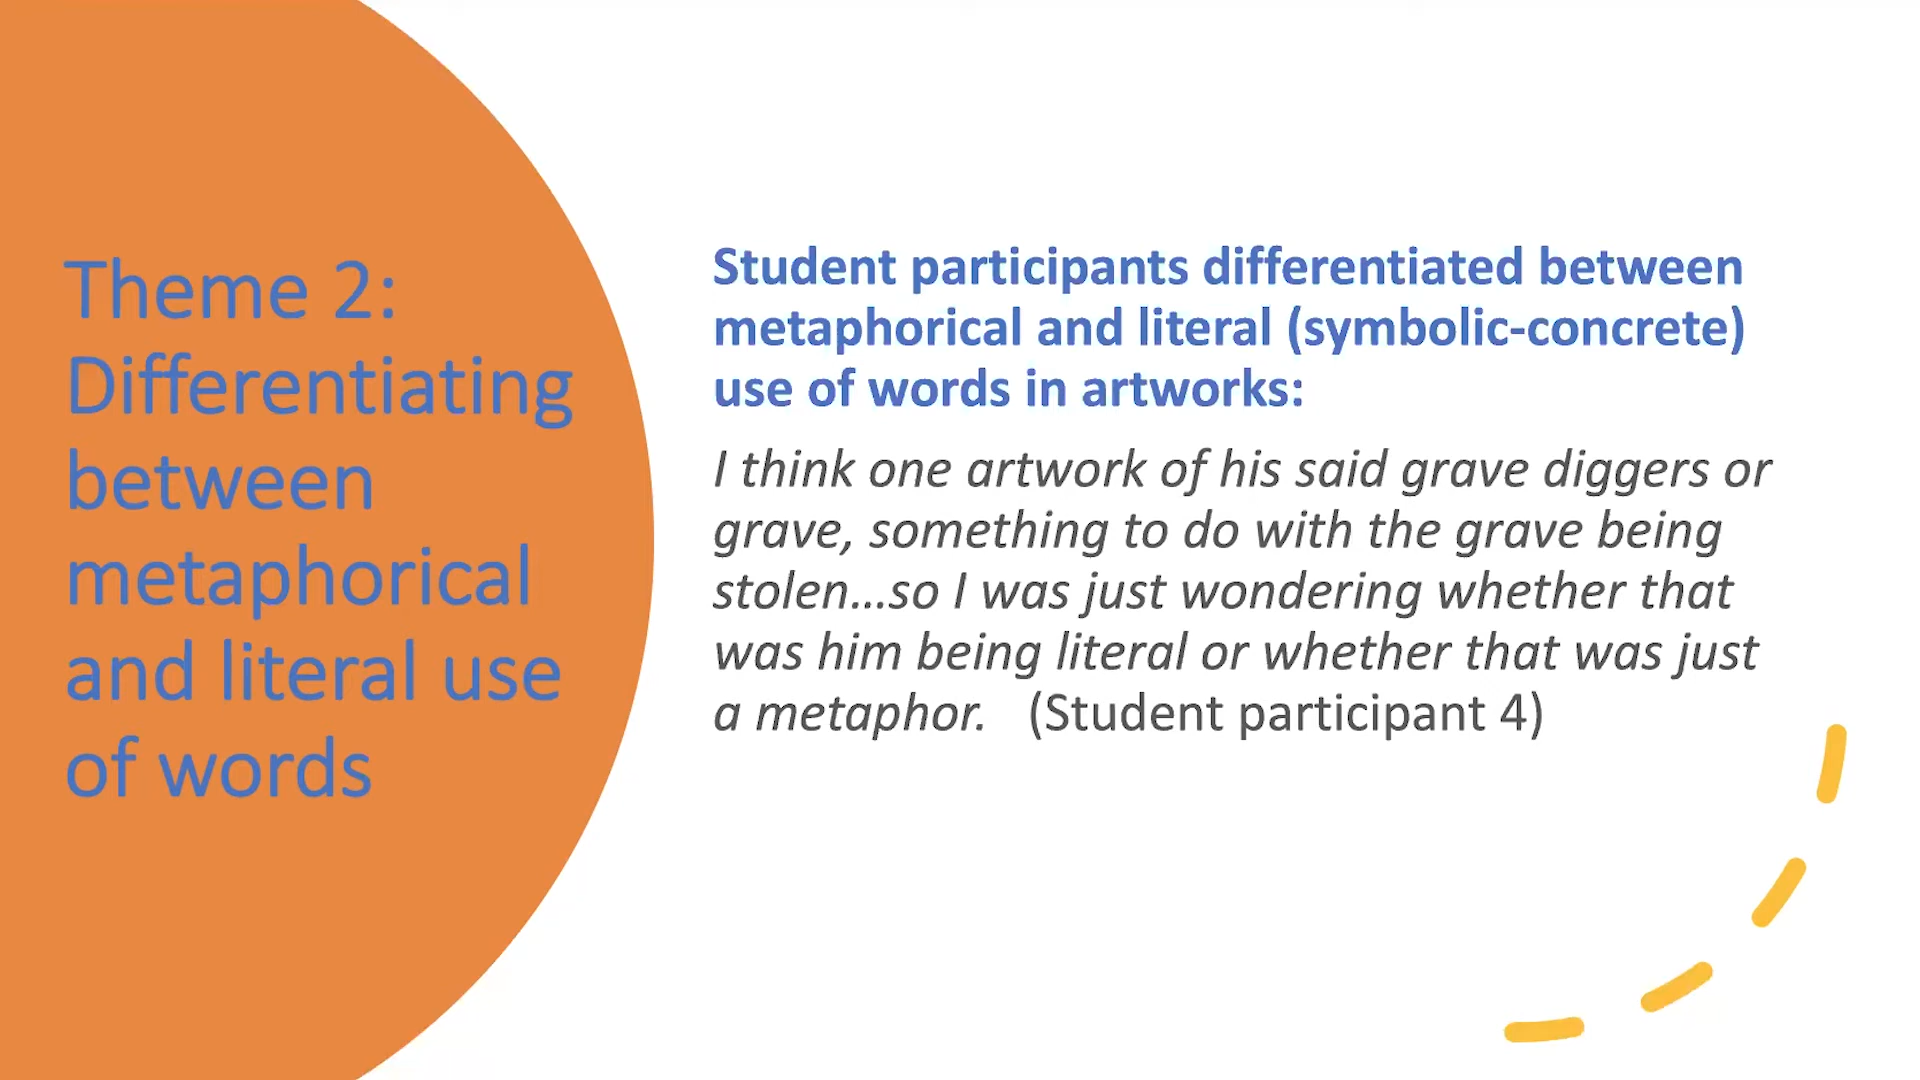 Theme 2:
Differentiating
between
metaphorical
and literal use
of words
Student participants differentiated between
metaphorical and literal (symbolic-concrete)
use of words in artworks:
I think one artwork of his said grave diggers or
grave, something to do with the grave being
stolen...so I was just wondering whether that
was him being literal or whether that was just
a metaphor. (Student participant 4)